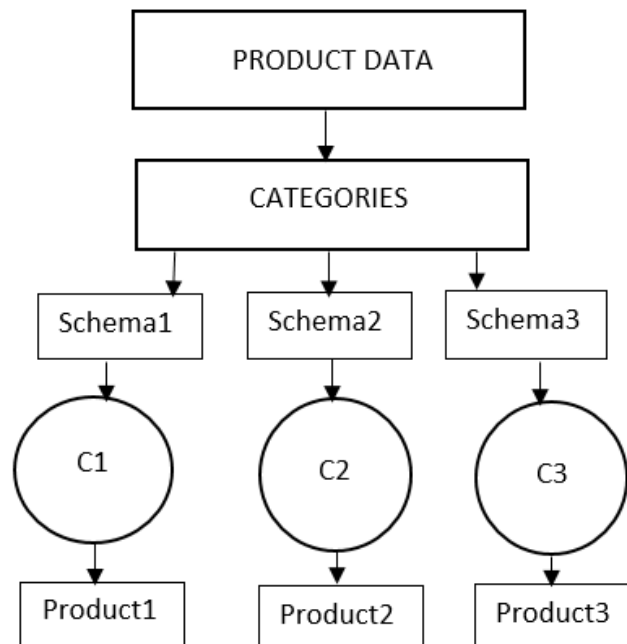 PRODUCT DATA
CATEGORIES
Schema1
Schema2
Schema3
C1
C2
C3
Product1
Product2
Product3